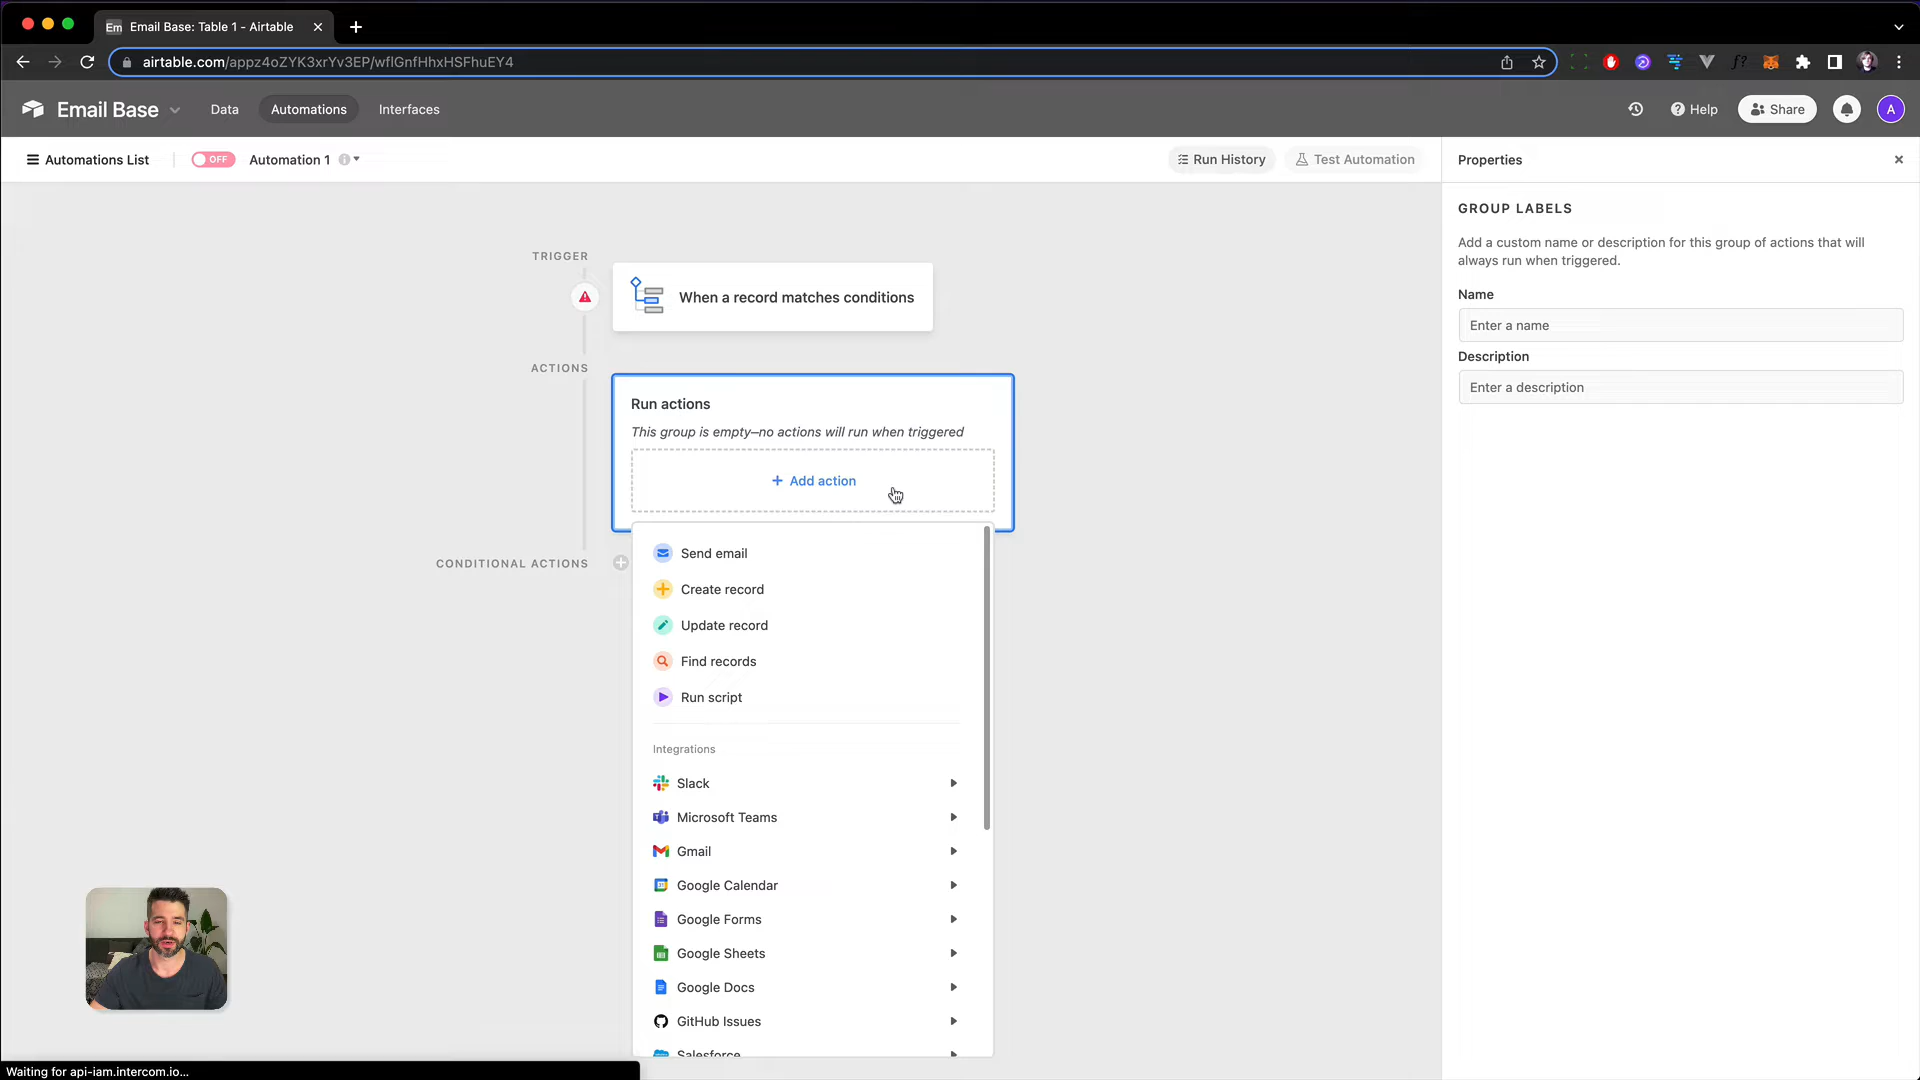 Em Email Base: Table 1 - Airtable
airtable.com/appz4oZYK3xrYv3EP/wflGnfHhxHSFhuEY4
Email Base
Data
Automations
Interfaces
Help
Share
A
Automations List
OFF
Automation 1
Run History
Test Automation
Properties
GROUP LABELS
Add a custom name or description for this group of actions that will
always run when triggered.
Name
Enter a name
Description
Enter a description
TRIGGER
When a record matches conditions
ACTIONS
Run actions
This group is empty—no actions will run when triggered
+ Add action
CONDITIONAL ACTIONS
Send email
Create record
Update record
Find records
Run script
Integrations
Slack
Microsoft Teams
Gmail
Google Calendar
Google Forms
Google Sheets
Google Docs
GitHub Issues
Salesforce
Waiting for api-iam.intercom.io...